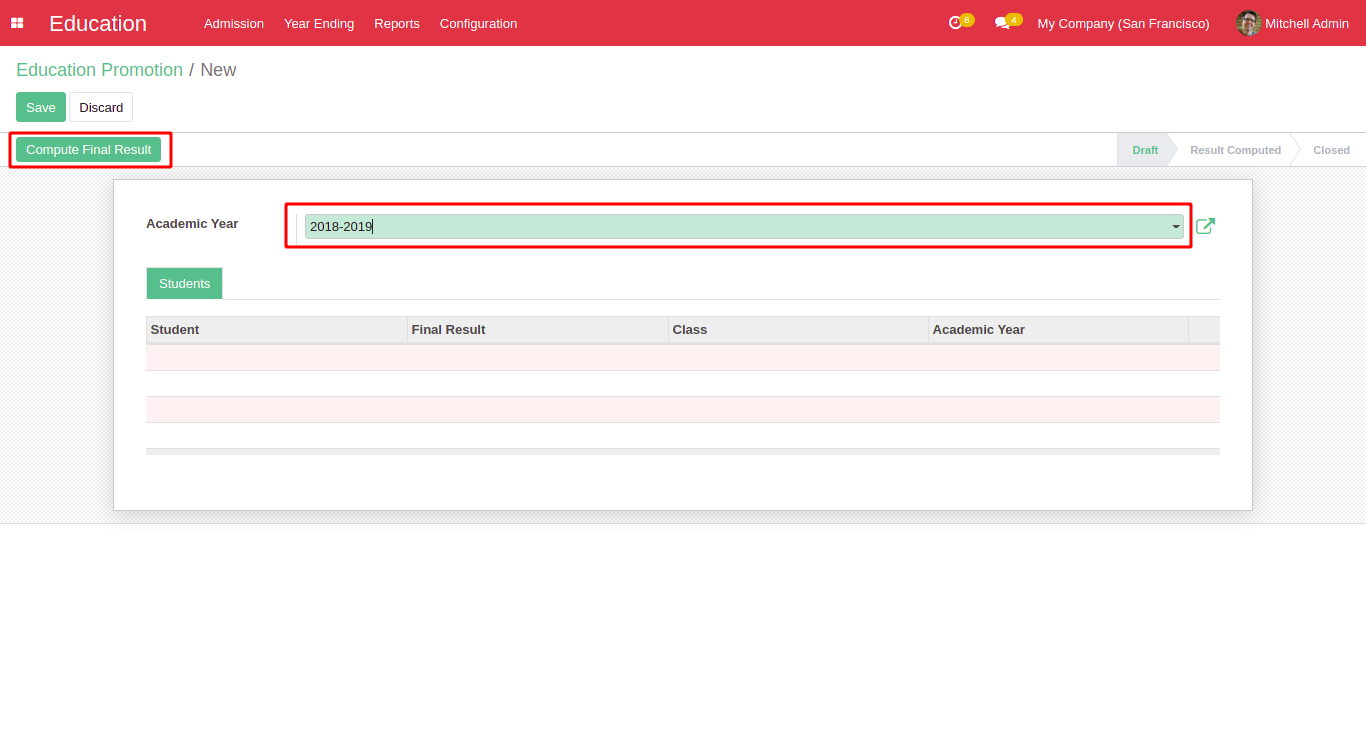 Education Admission Year Ending Reports Configuration 6 4 My Company (San Francisco) Mitchell Admin
Education Promotion / New
Save Discard
Compute Final Result Draft Result Computed Closed
Academic Year 2018-2019
Students
Student Final Result Class Academic Year